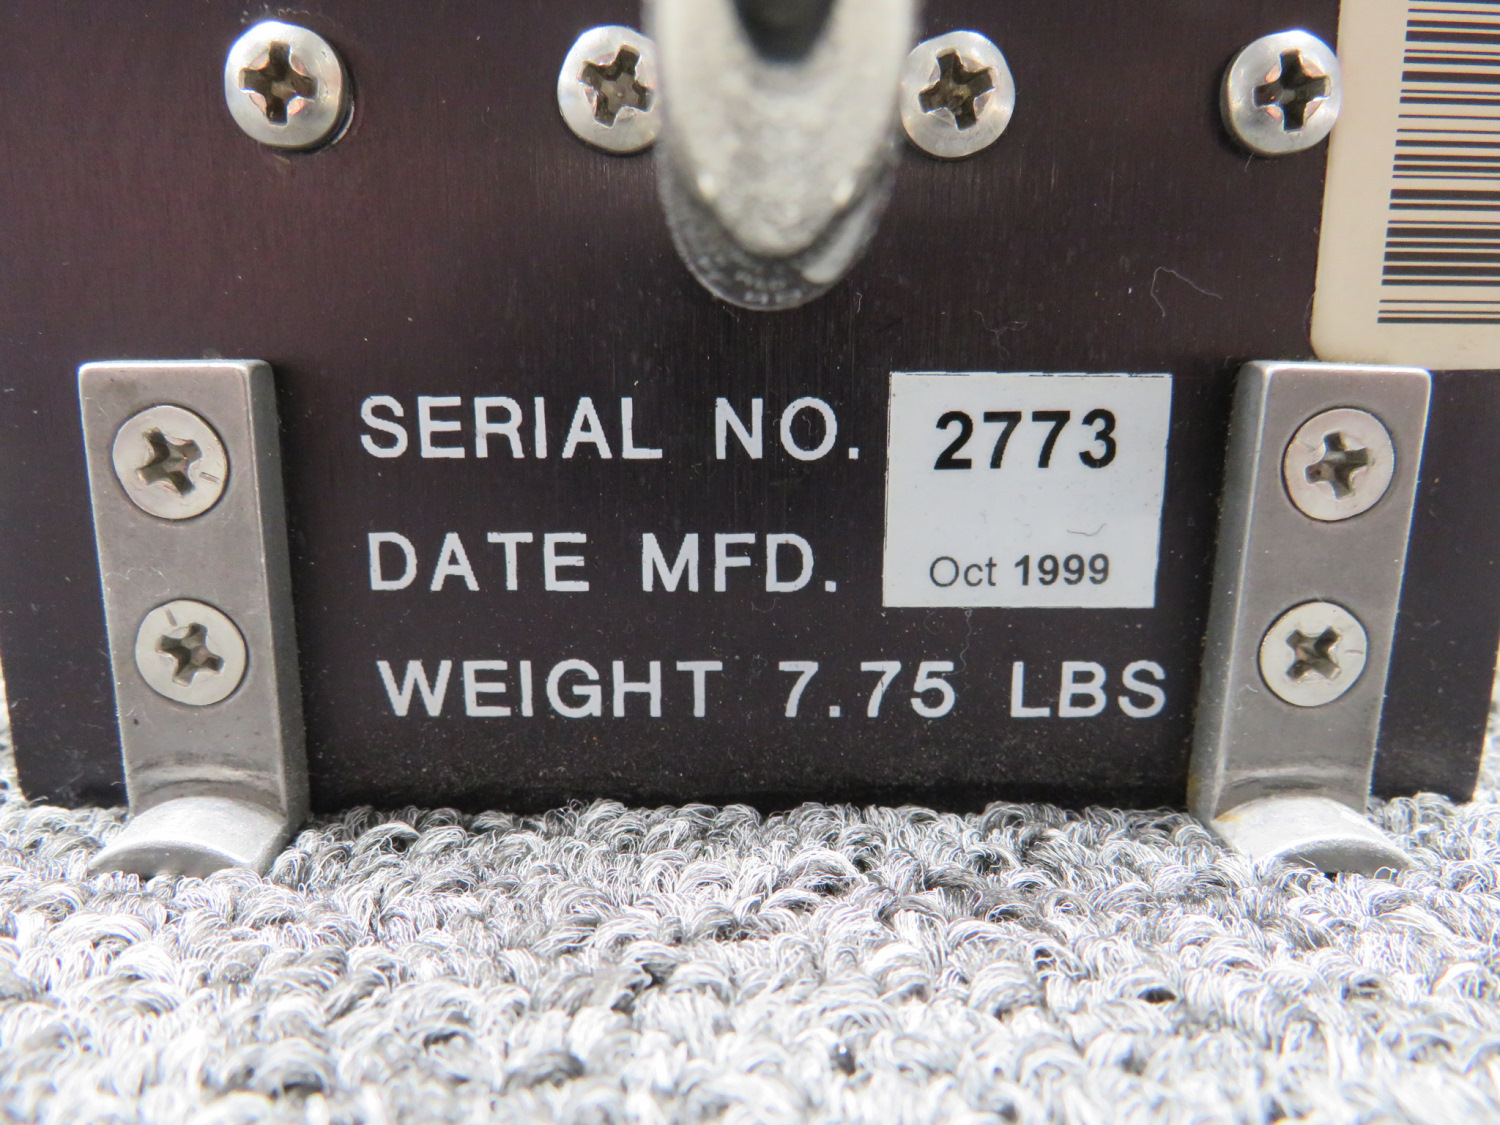 SERIAL NO. 2773
DATE MFD. Oct 1999
WEIGHT 7.75 LBS